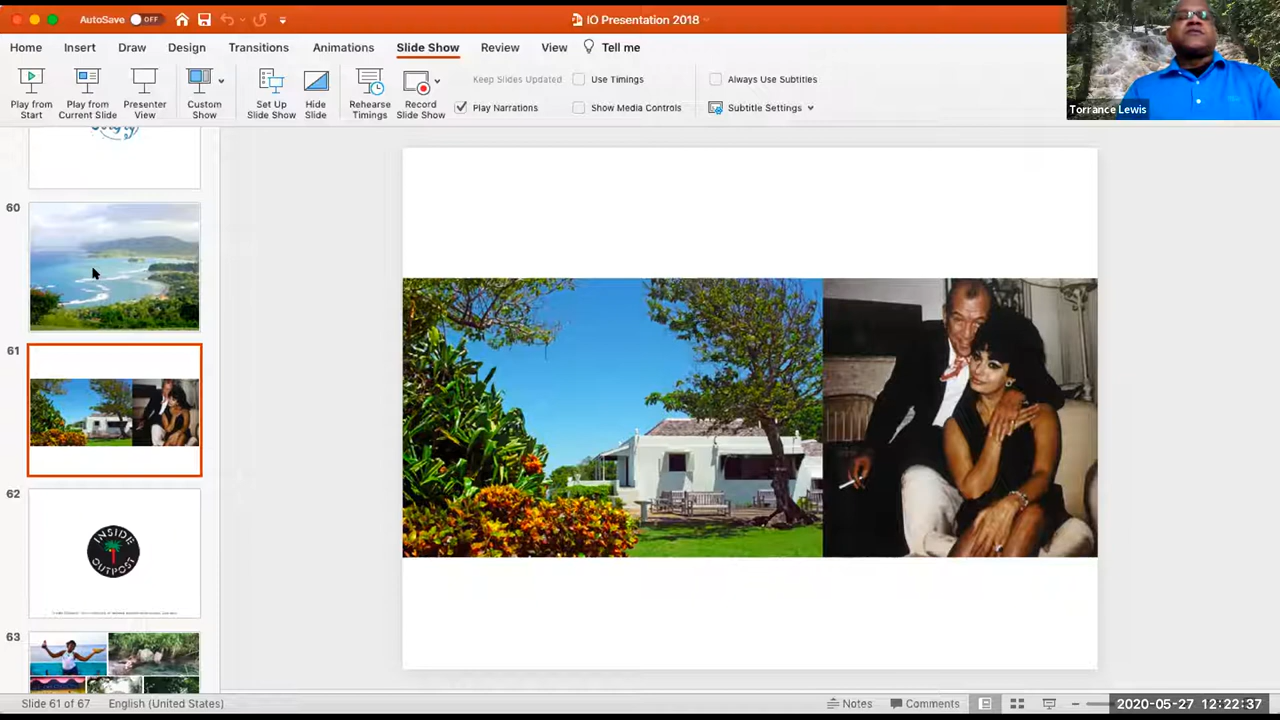 AutoSave OFF
IO Presentation 2018
Home Insert Draw Design Transitions Animations Slide Show Review View Tell me
Play from Start
Play from Current Slide
Presenter View
Custom Show
Set Up Slide Show
Hide Slide
Rehearse Timings
Record Slide Show
Keep Slides Updated
Play Narrations
Use Timings
Show Media Controls
Always Use Subtitles
Subtitle Settings
Torrance Lewis
60
61
62
INSIDE
OUTPOST
63
Slide 61 of 67 English (United States) Notes Comments 2020-05-27 12:22:37